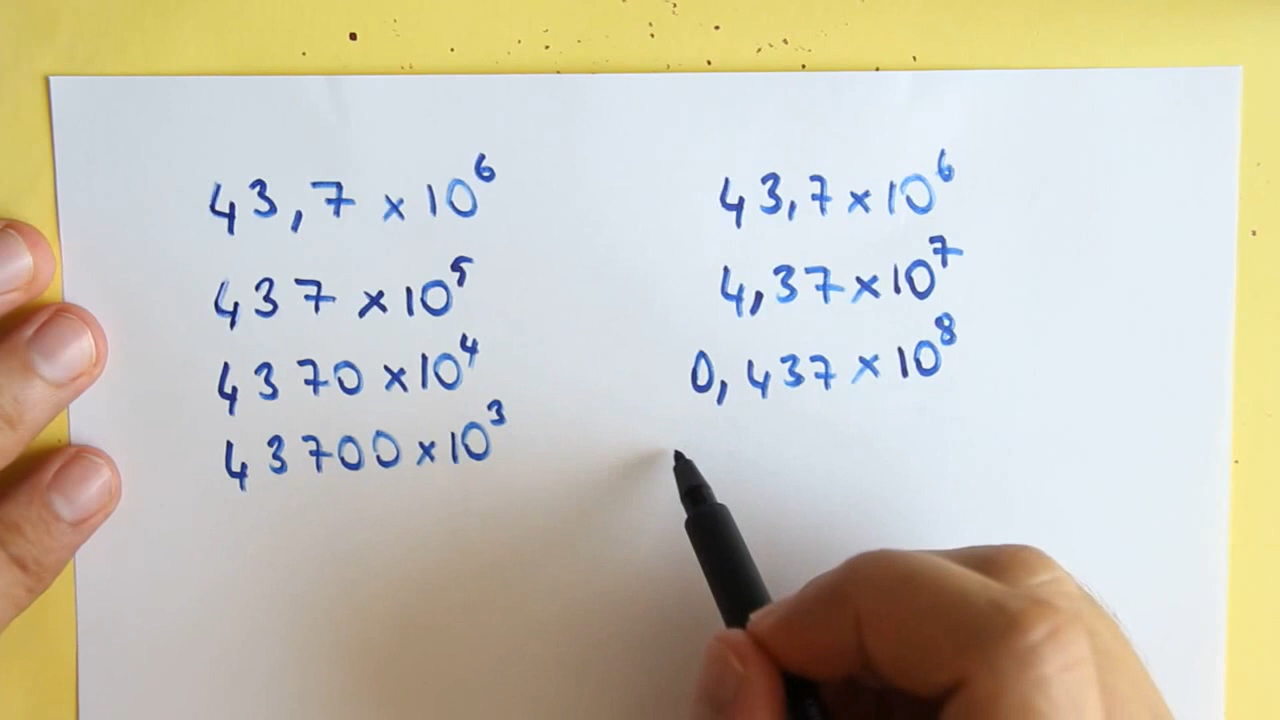 43,7 x 10⁶
437 x 10⁵
4370 x 10⁴
43700 x 10³
43,7 x 10⁶
4,37 x 10⁷
0,437 x 10⁸